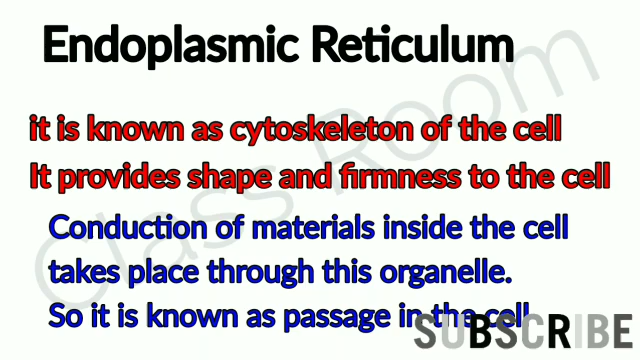 Endoplasmic Reticulum
it is known as cytoskeleton of the cell
It provides shape and firmness to the cell
Conduction of materials inside the cell
takes place through this organelle.
So it is known as passage in the cell
SUBSCRIBE
Class Room